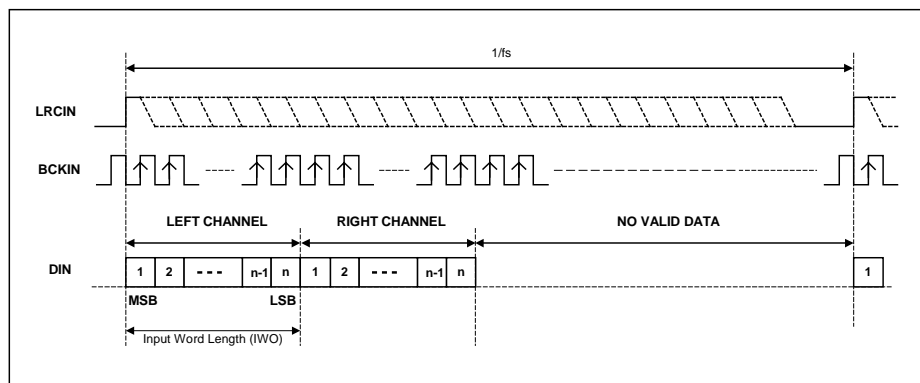 1/fs
LRCIN
BCKIN
LEFT CHANNEL RIGHT CHANNEL NO VALID DATA
DIN 1 2 --- n-1 n 1 2 --- n-1 n 1
MSB LSB
Input Word Length (IWO)